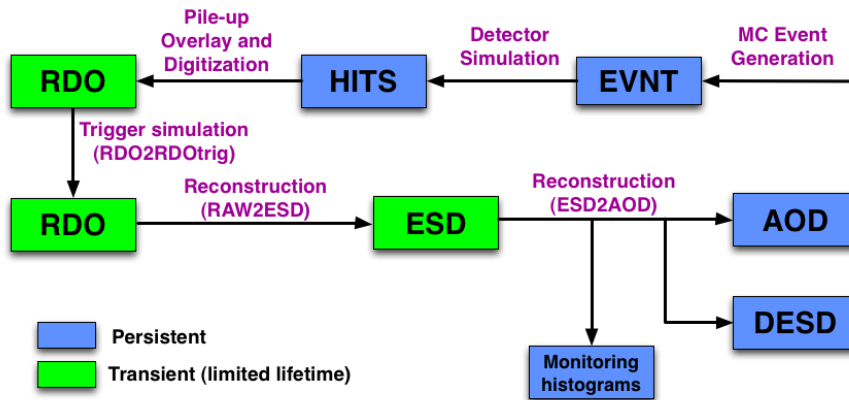 Pile-up
Overlay and
Digitization
Detector
Simulation
MC Event
Generation
RDO
HITS
EVNT
Trigger simulation
(RDO2RDOtrig)
Reconstruction
(RAW2ESD)
Reconstruction
(ESD2AOD)
RDO
ESD
AOD
DESD
Persistent
Transient (limited lifetime)
Monitoring
histograms